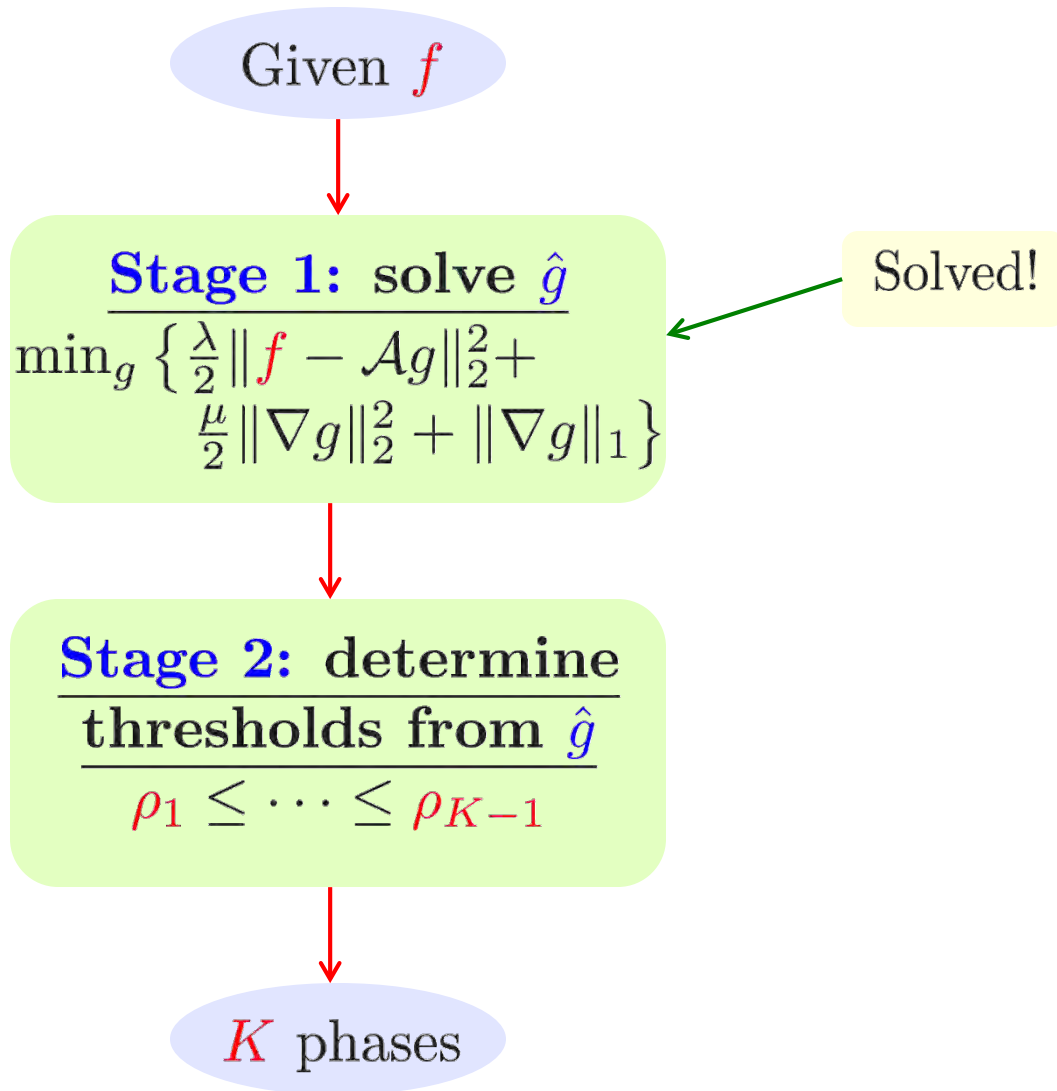 Given f
Stage 1: solve ĝ
min_g { λ/2 ‖f − 𝒜g‖₂² +
μ/2 ‖∇g‖₂² + ‖∇g‖₁ }
Solved!
Stage 2: determine
thresholds from ĝ
ρ₁ ≤ ⋯ ≤ ρ_{K−1}
K phases